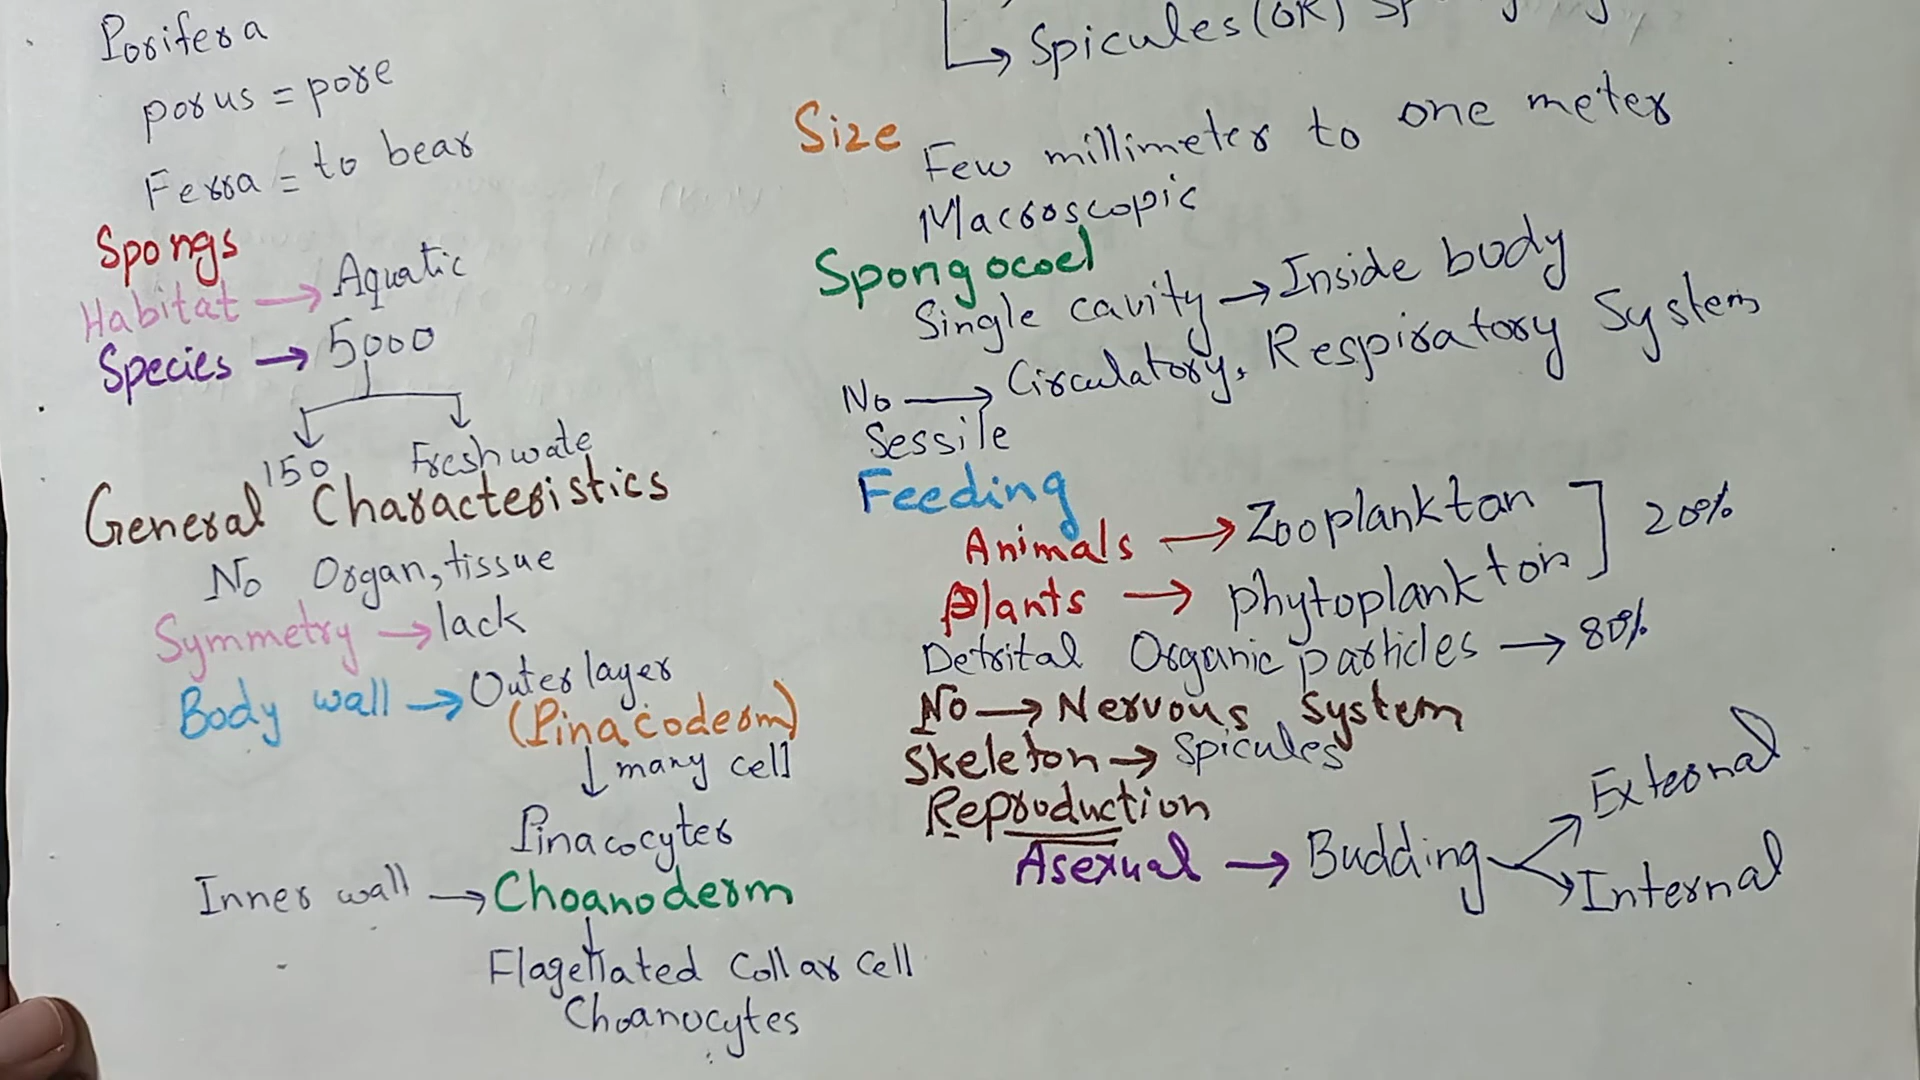 Porifera
porus = pore
Ferra = to bear
Spongs
Habitat → Aquatic
Species → 5000
150
Freshwate
General Characteristics
No Organ, tissue
Symmetry → lack
Body wall → Outer layer
(Pinacoderm)
↓ many cell
Pinacocytes
Inner wall → Choanoderm
Flagellated Collar Cell
Choanocytes
→ Spicules (OR)
Size
Few millimeter to one meter
Macroscopic
Spongocoel
Single cavity → Inside body
No → Circulatory, Respiratory System
Sessile
Feeding
Animals → Zooplanktan
Plants → phytoplankton ] 20%
Detrital Organic particles → 80%
No → Nervous System
Skeleton → Spicules
Reproduction
Asexual → Budding
External
Internal